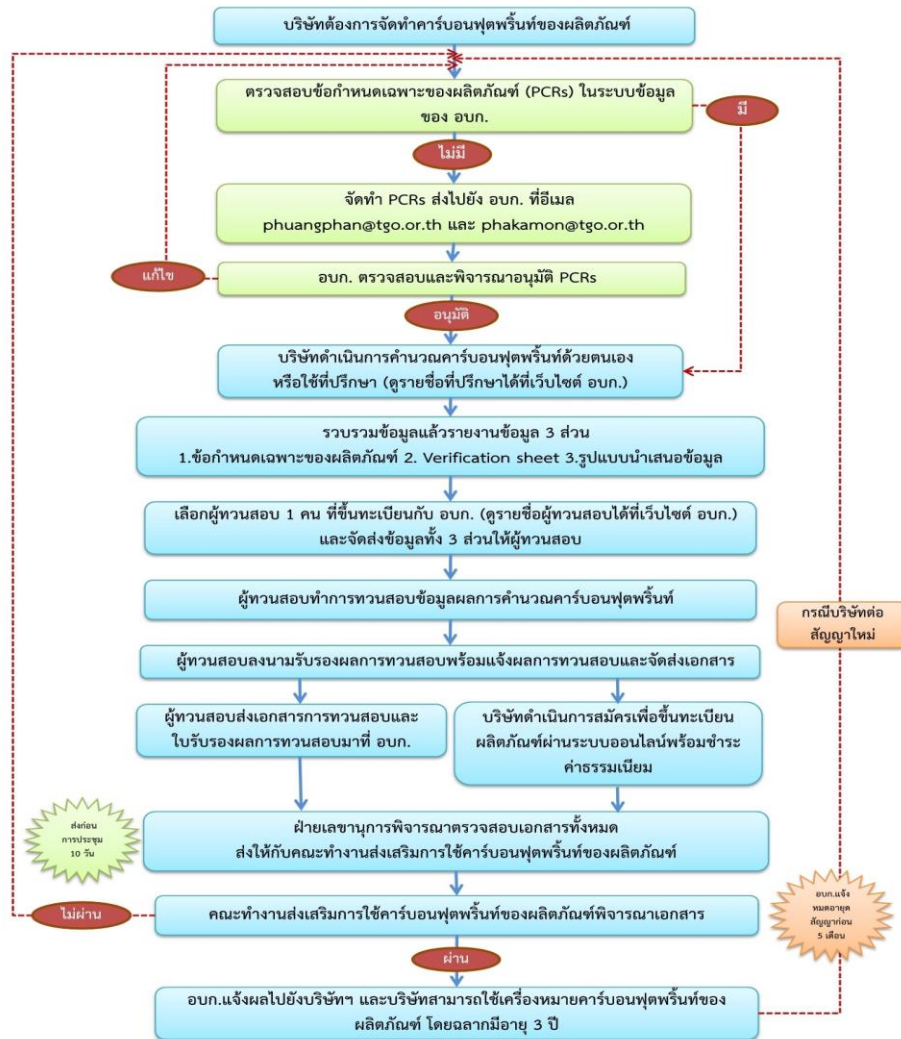 บริษัทต้องการจัดทำคาร์บอนฟุตพริ้นท์ของผลิตภัณฑ์
ตรวจสอบข้อกำหนดเฉพาะของผลิตภัณฑ์ (PCRs) ในระบบข้อมูล
ของ อบก.
มี
ไม่มี
จัดทำ PCRs ส่งไปยัง อบก. ที่อีเมล
phuangphan@tgo.or.th และ phakamon@tgo.or.th
แก้ไข
อบก. ตรวจสอบและพิจารณาอนุมัติ PCRs
อนุมัติ
บริษัทดำเนินการคำนวณคาร์บอนฟุตพริ้นท์ด้วยตนเอง
หรือใช้ที่ปรึกษา (ดูรายชื่อที่ปรึกษาได้ที่เว็บไซต์ อบก.)
รวบรวมข้อมูลแล้วรายงานข้อมูล 3 ส่วน
1.ข้อกำหนดเฉพาะของผลิตภัณฑ์ 2. Verification sheet 3.รูปแบบนำเสนอข้อมูล
เลือกผู้ทวนสอบ 1 คน ที่ขึ้นทะเบียนกับ อบก. (ดูรายชื่อผู้ทวนสอบได้ที่เว็บไซต์ อบก.)
และจัดส่งข้อมูลทั้ง 3 ส่วนให้ผู้ทวนสอบ
ผู้ทวนสอบทำการทวนสอบข้อมูลผลการคำนวณคาร์บอนฟุตพริ้นท์
กรณีบริษัทต่อ
สัญญาใหม่
ผู้ทวนสอบลงนามรับรองผลการทวนสอบพร้อมแจ้งผลการทวนสอบและจัดส่งเอกสาร
ผู้ทวนสอบส่งเอกสารการทวนสอบและ
ใบรับรองผลการทวนสอบมาที่ อบก.
บริษัทดำเนินการสมัครเพื่อขึ้นทะเบียน
ผลิตภัณฑ์ผ่านระบบออนไลน์พร้อมชำระ
ค่าธรรมเนียม
ส่งก่อน
การประชุม
10 วัน
ฝ่ายเลขานุการพิจารณาตรวจสอบเอกสารทั้งหมด
ส่งให้กับคณะทำงานส่งเสริมการใช้คาร์บอนฟุตพริ้นท์ของผลิตภัณฑ์
ไม่ผ่าน
คณะทำงานส่งเสริมการใช้คาร์บอนฟุตพริ้นท์ของผลิตภัณฑ์พิจารณาเอกสาร
อบก.แจ้ง
หมดอายุด
สัญญาก่อน
5 เดือน
ผ่าน
อบก.แจ้งผลไปยังบริษัทฯ และบริษัทสามารถใช้เครื่องหมายคาร์บอนฟุตพริ้นท์ของ
ผลิตภัณฑ์ โดยฉลากมีอายุ 3 ปี